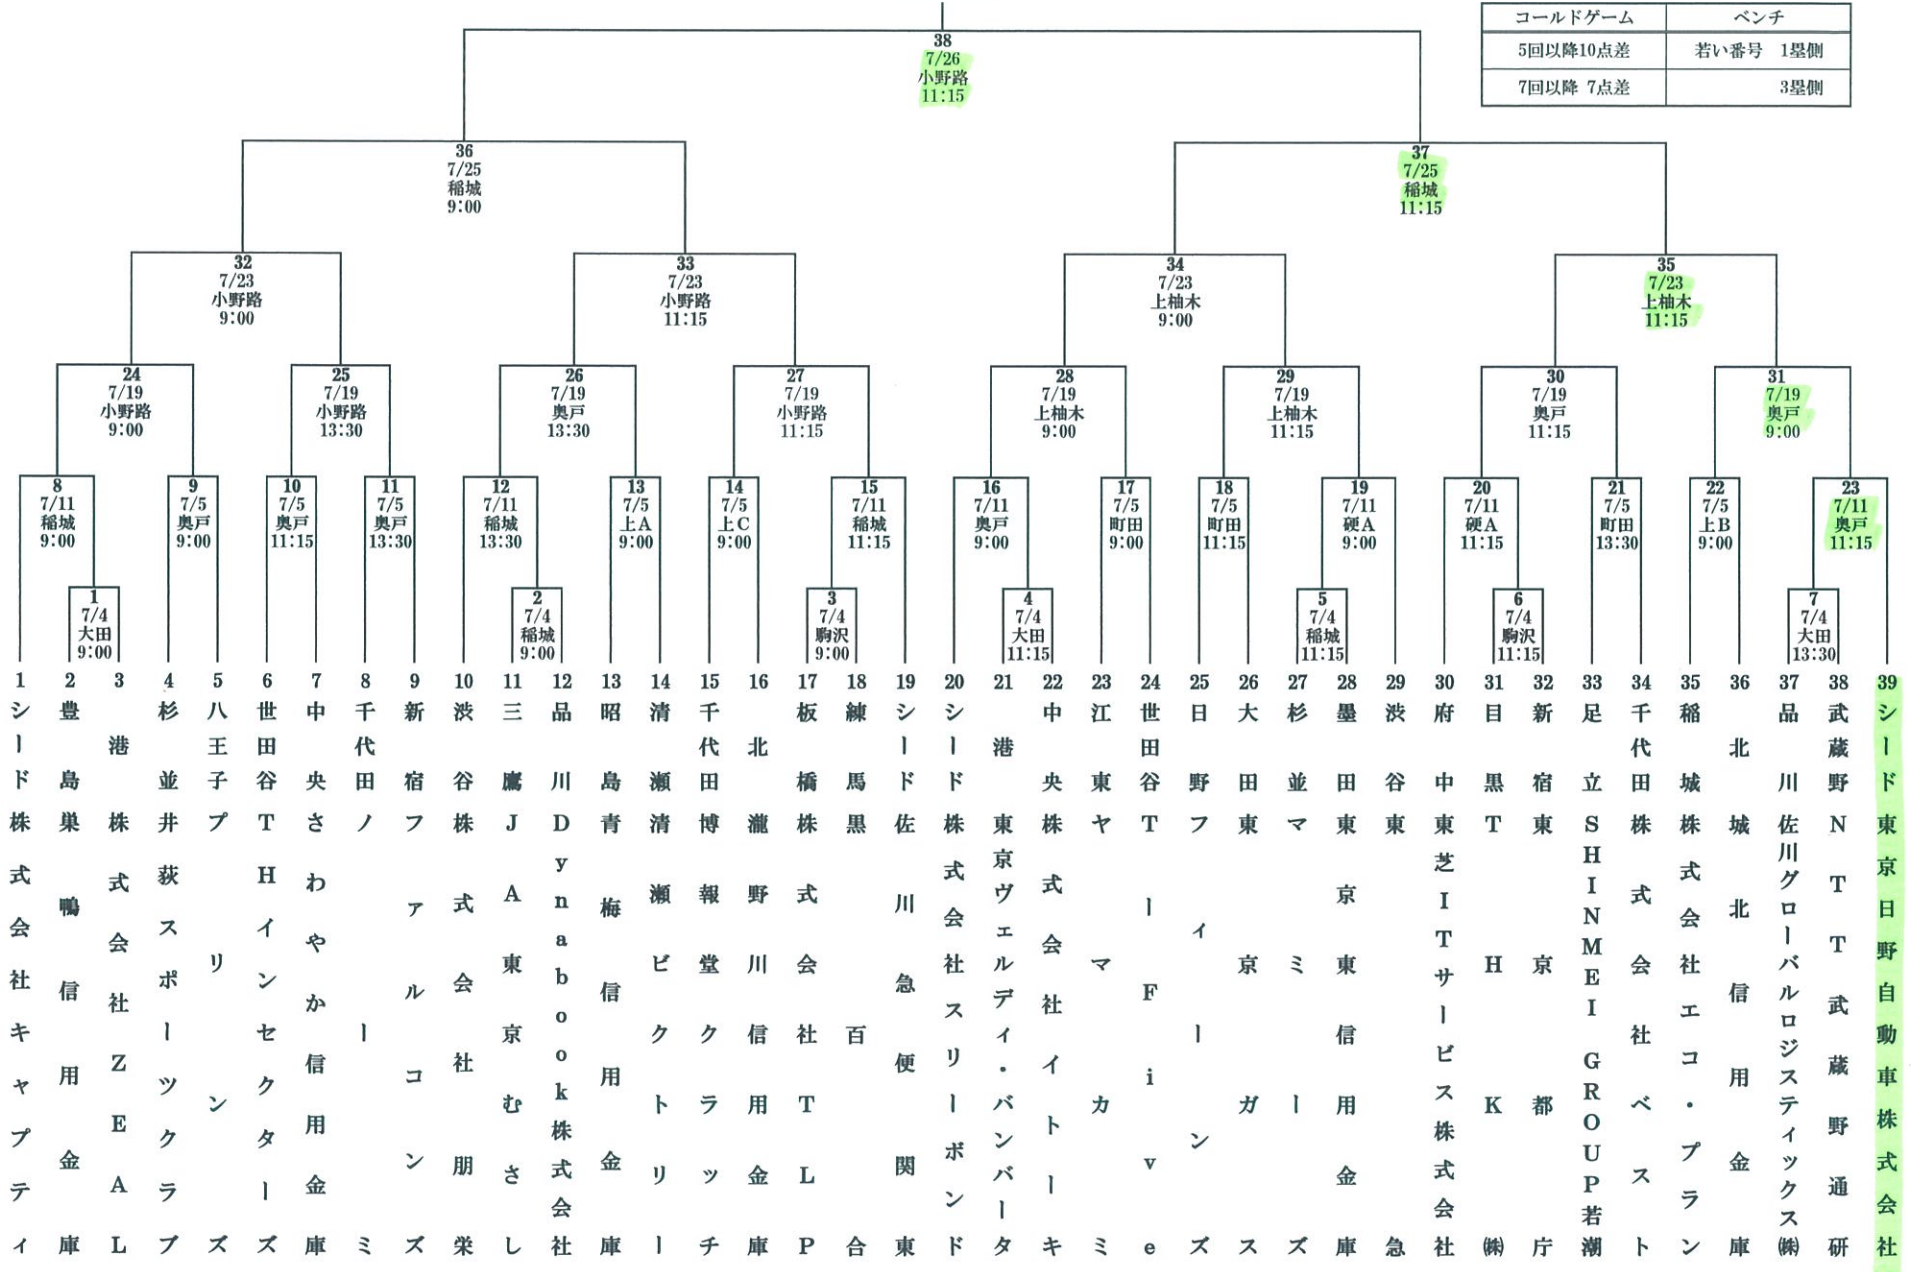 コールドゲーム ベンチ
5回以降10点差 若い番号 1塁側
7回以降 7点差 3塁側
38
7/26
小野路
11:15
36
7/25
稲城
9:00
37
7/25
稲城
11:15
32
7/23
小野路
9:00
33
7/23
小野路
11:15
34
7/23
上柚木
9:00
35
7/23
上柚木
11:15
24
7/19
小野路
9:00
25
7/19
小野路
13:30
26
7/19
奥戸
13:30
27
7/19
小野路
11:15
28
7/19
上柚木
9:00
29
7/19
上柚木
11:15
30
7/19
奥戸
11:15
31
7/19
奥戸
9:00
8
7/11
稲城
9:00
9
7/5
奥戸
9:00
10
7/5
奥戸
11:15
11
7/5
奥戸
13:30
12
7/11
稲城
13:30
13
7/5
上A
9:00
14
7/5
上C
9:00
15
7/11
稲城
11:15
16
7/11
奥戸
9:00
17
7/5
町田
9:00
18
7/5
町田
11:15
19
7/11
硬A
9:00
20
7/11
硬A
11:15
21
7/5
町田
13:30
22
7/5
上B
9:00
23
7/11
奥戸
11:15
1
7/4
大田
9:00
2
7/4
稲城
9:00
3
7/4
駒沢
9:00
4
7/4
大田
11:15
5
7/4
稲城
11:15
6
7/4
駒沢
11:15
7
7/4
大田
13:30
1 シード 株式会社キャプティ
2 豊島 巣鴨信用金庫
3 港 株式会社ZEAL
4 杉並 井荻スポーツクラブ
5 八王子 プリンズ
6 世田谷 THインセクターズ
7 中央 さわやか信用金庫
8 千代田 ノーミ
9 新宿 ファルコンズ
10 渋谷 株式会社朋栄
11 三鷹 JA東京むさし
12 品川 Dynabook株式会社
13 昭島 青梅信用金庫
14 清瀬 清瀬ビクトリー
15 千代田 博報堂クラッチ
16 北 瀧野川信用金庫
17 板橋 株式会社TLP
18 練馬 黒百合
19 シード 佐川急便関東
20 シード 株式会社スリーボンド
21 港 東京ヴェルディ・バンバータ
22 中央 株式会社イトーキ
23 江東 ヤマカミ
24 世田谷 TーFive
25 日野 フィーンズ
26 大田 東京ガス
27 杉並 マミーズ
28 墨田 東京東信用金庫
29 渋谷 東急
30 府中 東芝ITサービス株式会社
31 目黒 THK㈱
32 新宿 東京都庁
33 足立 SHINMEI GROUP若潮
34 千代田 株式会社ベスト
35 稲城 株式会社エコ・プラン
36 北 城北信用金庫
37 品川 佐川グローバルロジスティックス㈱
38 武蔵野 NTT武蔵野通研
39 シード 東京日野自動車株式会社